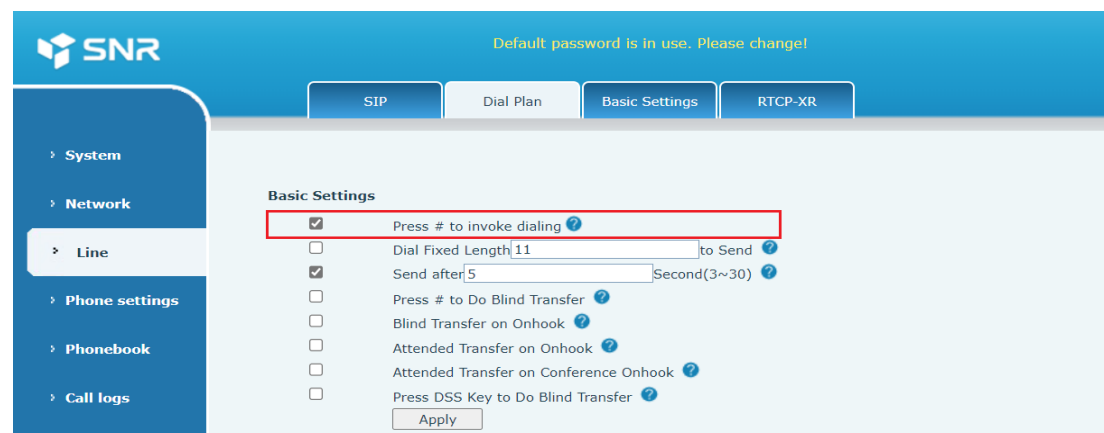 SNR
Default password is in use. Please change!
SIP
Dial Plan
Basic Settings
RTCP-XR
System
Network
Line
Phone settings
Phonebook
Call logs
Basic Settings
Press # to invoke dialing ?
Dial Fixed Length 11 to Send ?
Send after 5 Second(3~30) ?
Press # to Do Blind Transfer ?
Blind Transfer on Onhook ?
Attended Transfer on Onhook ?
Attended Transfer on Conference Onhook ?
Press DSS Key to Do Blind Transfer ?
Apply